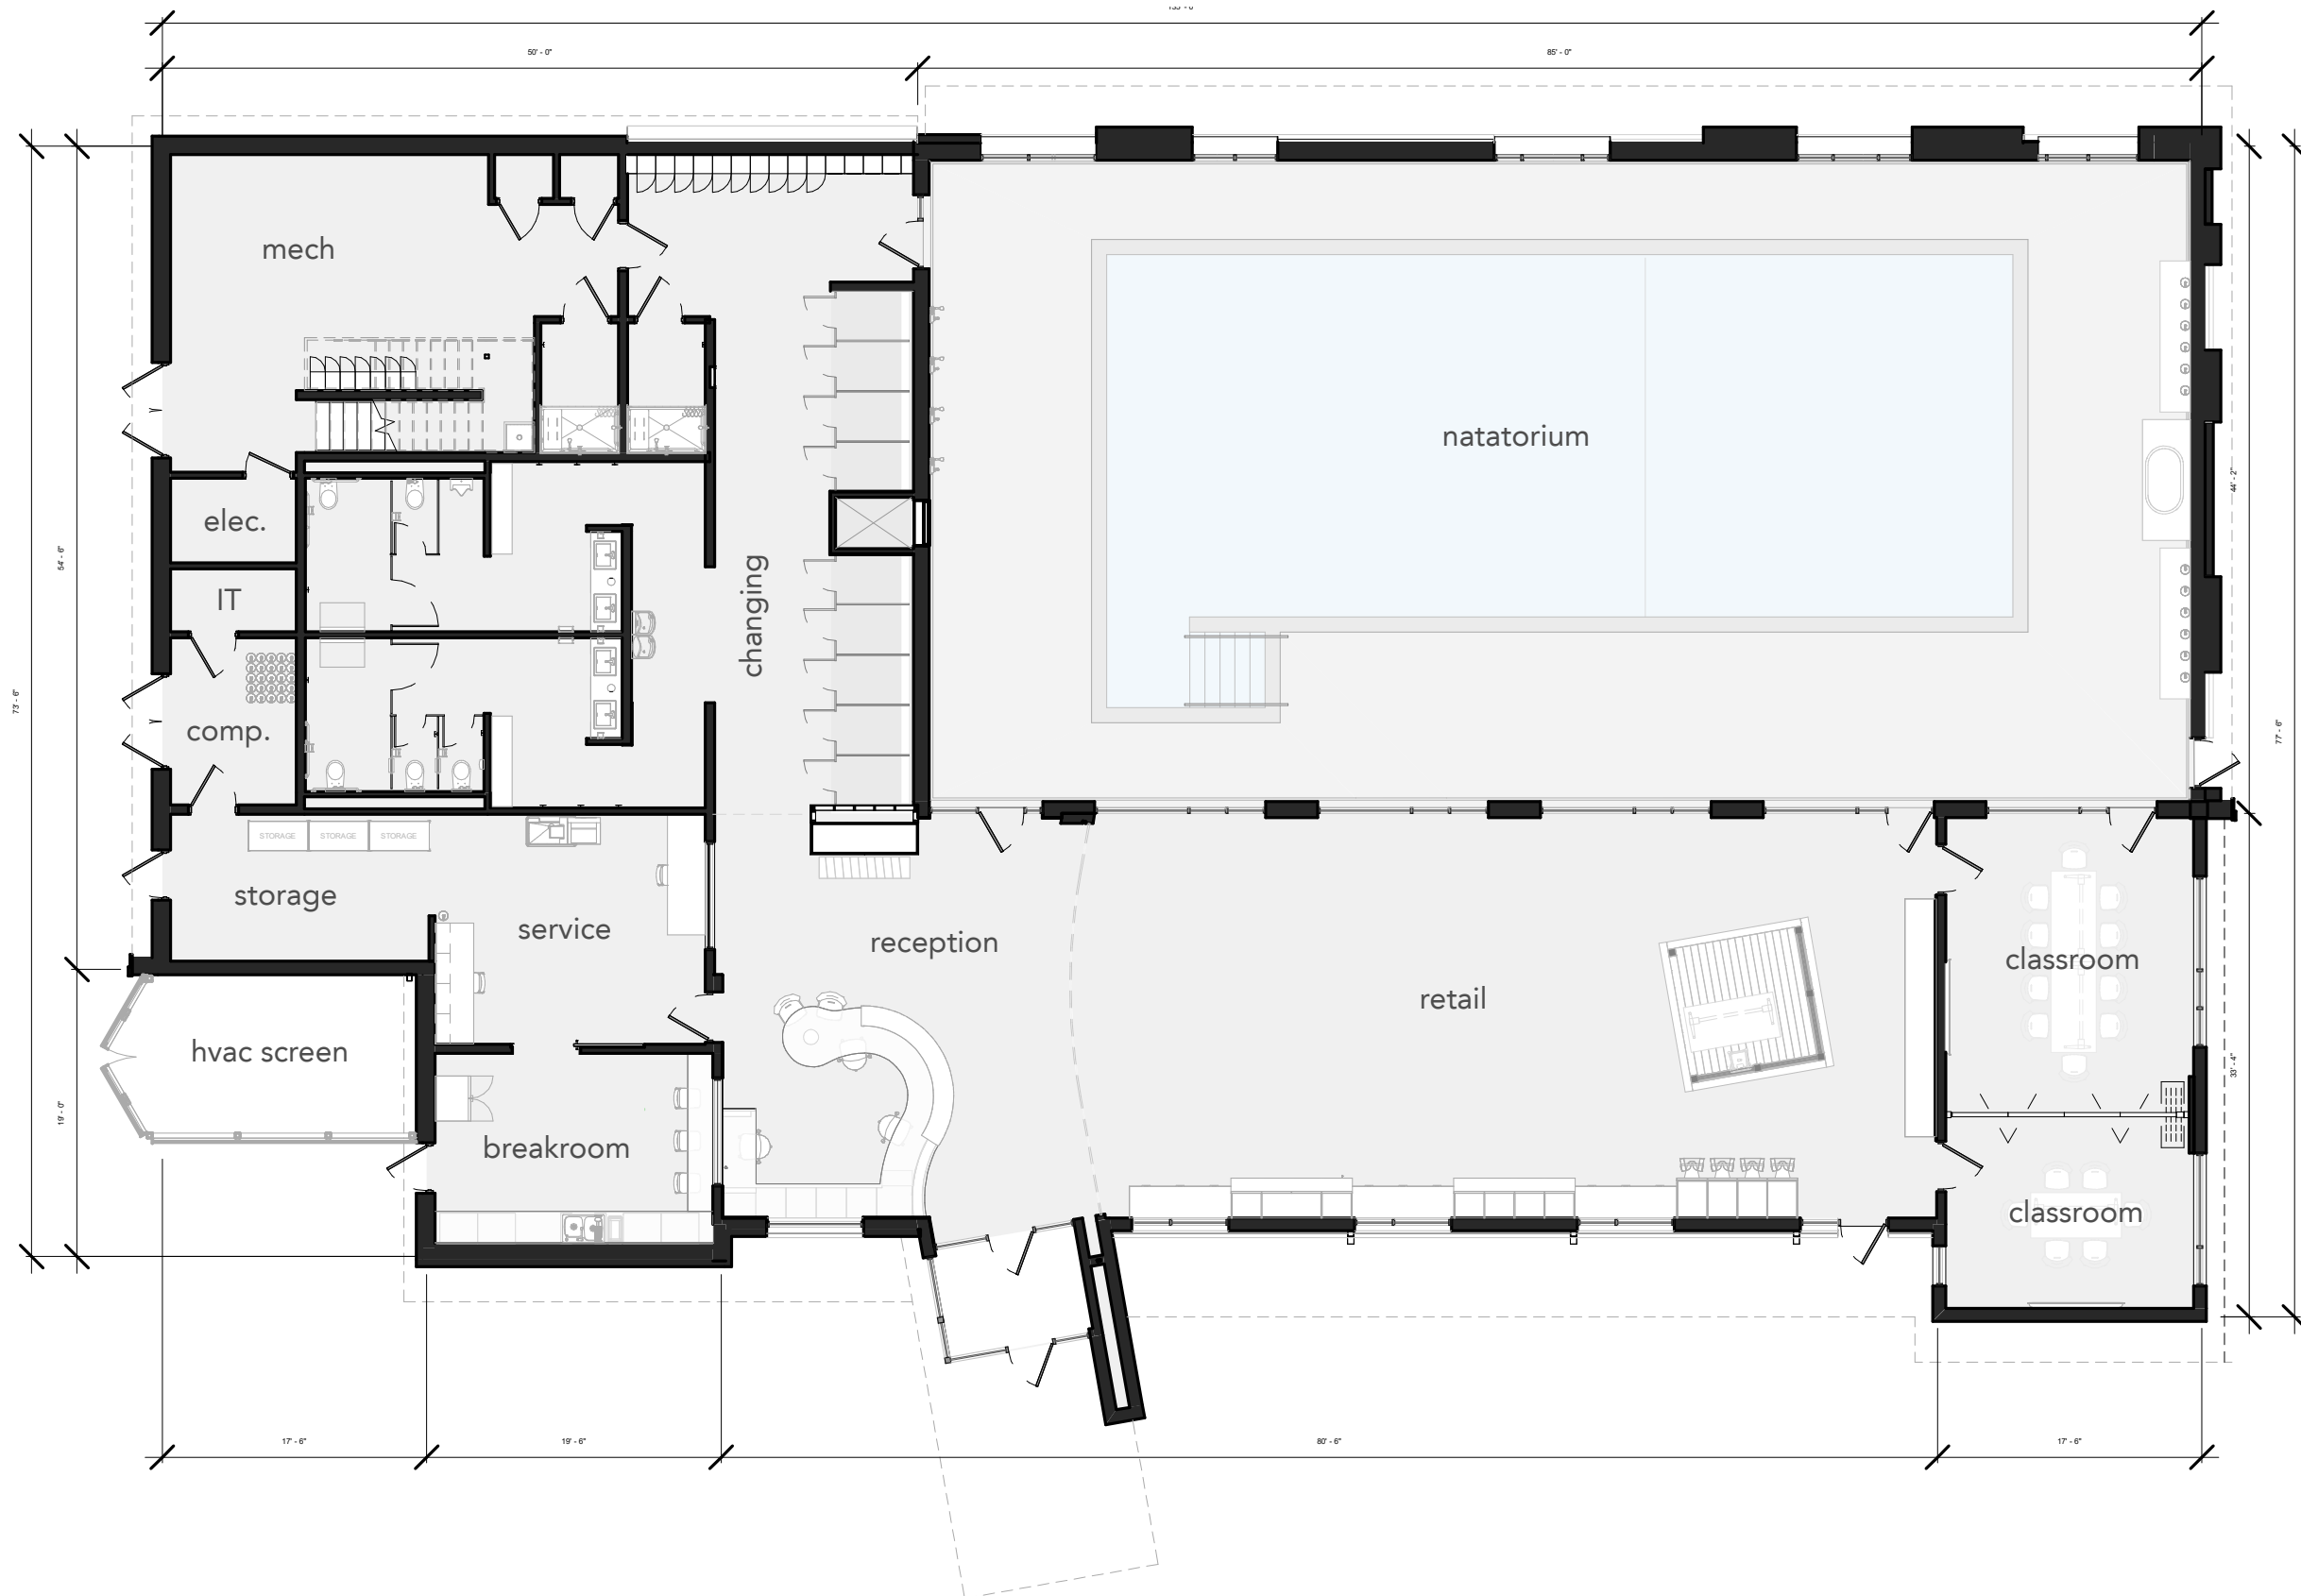 50' - 0"
85' - 0"
mech
natatorium
44' - 2"
elec.
54' - 6"
IT
changing
73' - 6"
comp.
77' - 6"
STORAGE STORAGE STORAGE
storage
service
reception
classroom
retail
hvac screen
33' - 4"
19' - 0"
breakroom
classroom
17' - 6"
19' - 6"
80' - 6"
17' - 6"